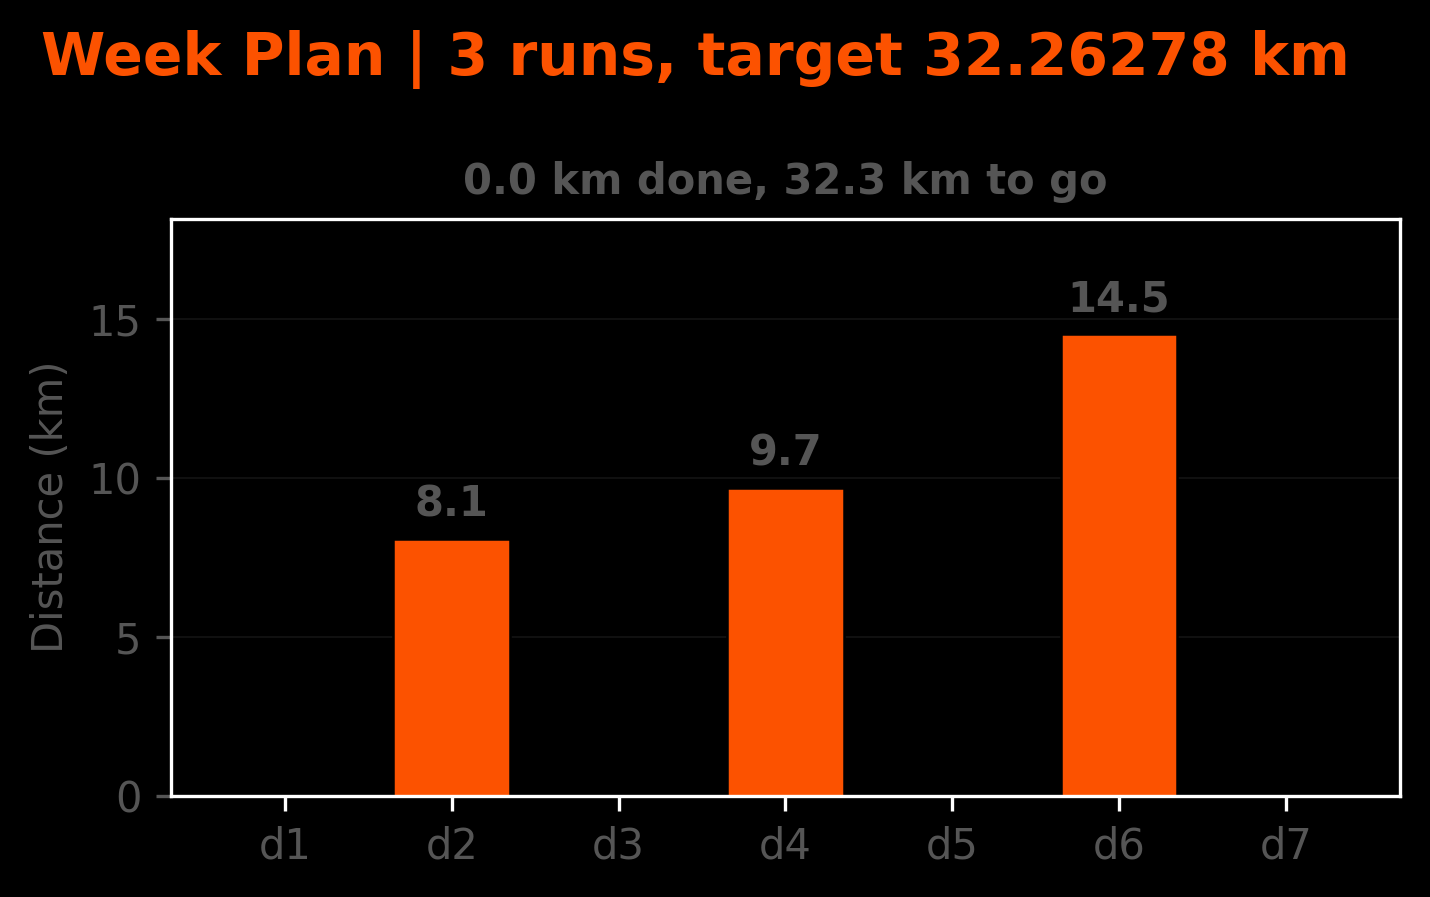 Week Plan | 3 runs, target 32.26278 km
0.0 km done, 32.3 km to go
Distance (km)
15
10
5
0
8.1
9.7
14.5
d1 d2 d3 d4 d5 d6 d7